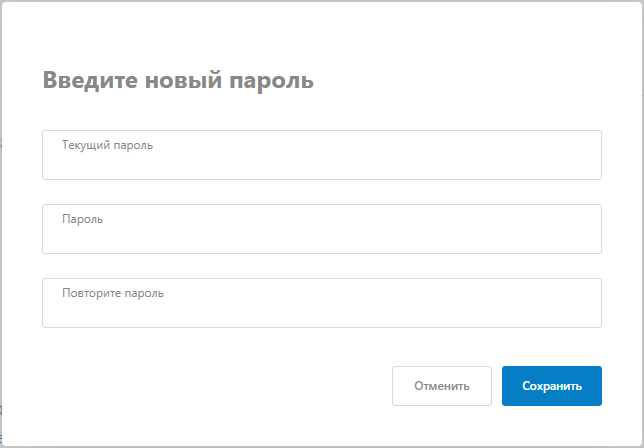 Введите новый пароль
Текущий пароль
Пароль
Повторите пароль
Отменить
Сохранить